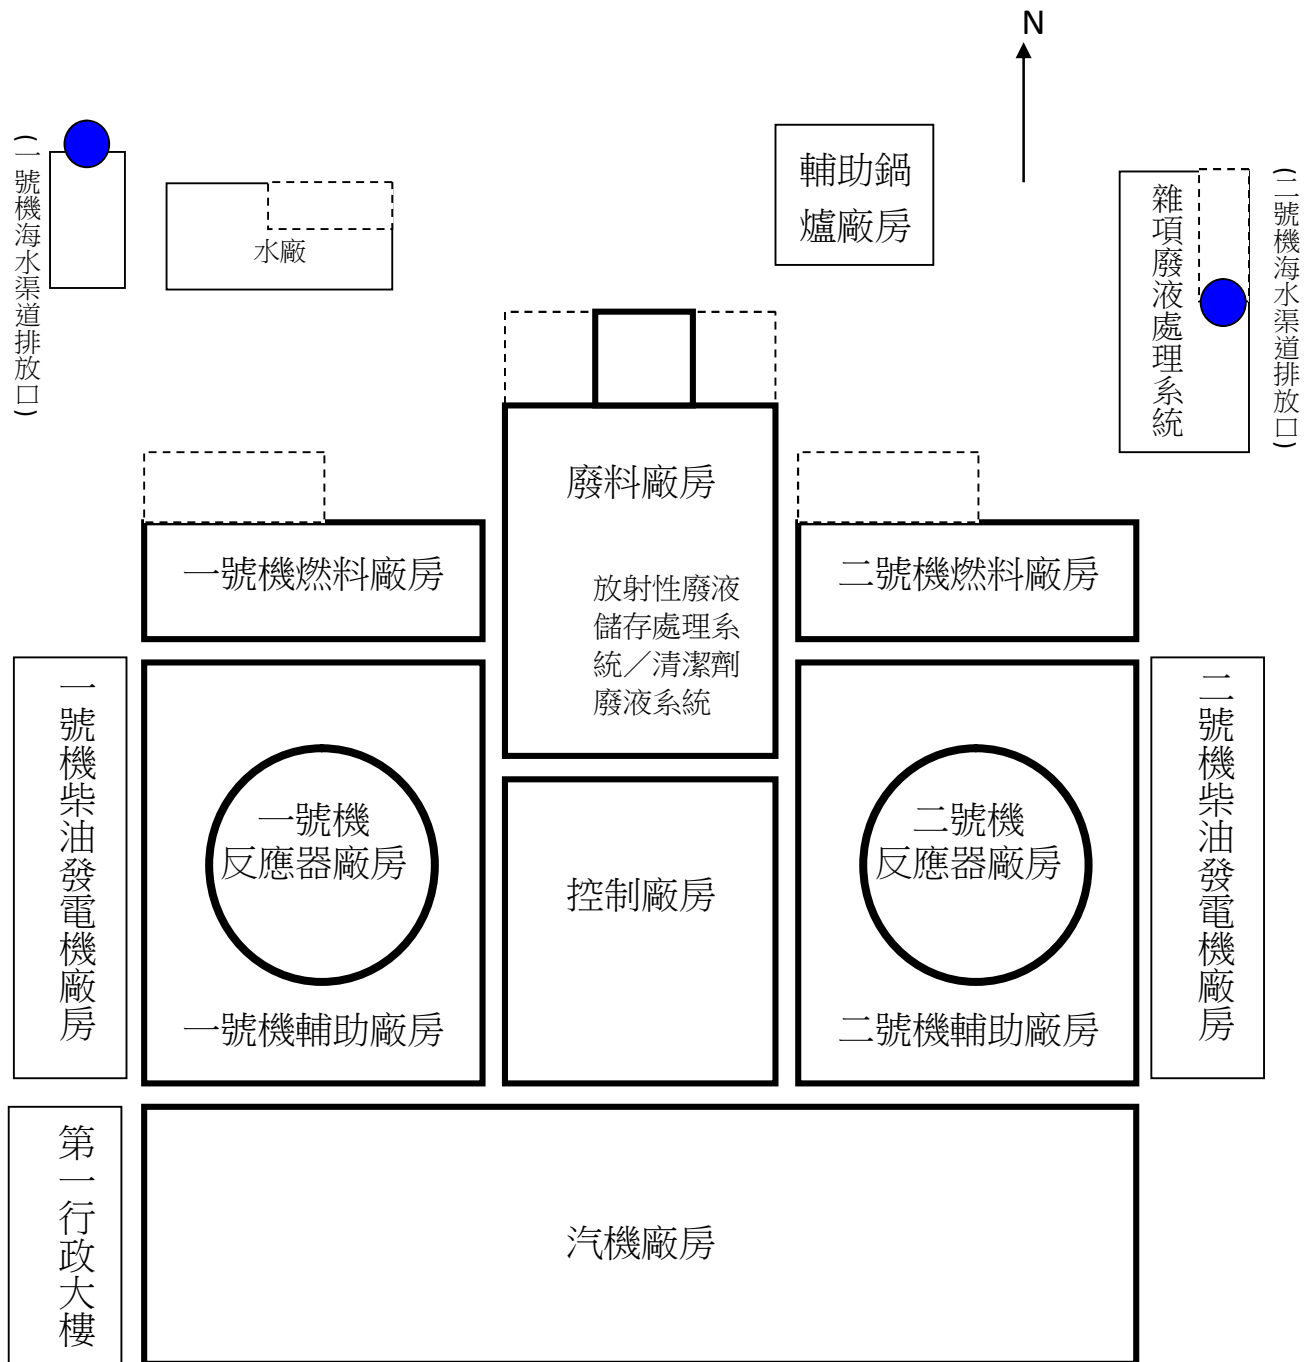 N
(一號機海水渠道排放口)
水廠
輔助鍋
爐廠房
雜項廢液處理系統
(二號機海水渠道排放口)
廢料廠房
放射性廢液
儲存處理系
統／清潔劑
廢液系統
一號機燃料廠房
二號機燃料廠房
一號機柴油發電機廠房
一號機
反應器廠房
一號機輔助廠房
控制廠房
二號機
反應器廠房
二號機輔助廠房
二號機柴油發電機廠房
第一行政大樓
汽機廠房